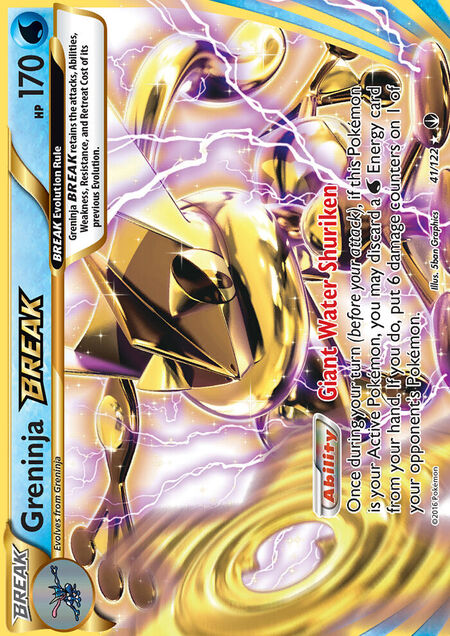 BREAK
Greninja BREAK
HP 170
Evolves from Greninja
BREAK Evolution Rule
Greninja BREAK retains the attacks, Abilities,
Weakness, Resistance, and Retreat Cost of its
previous Evolution.
Ability Giant Water Shuriken
Once during your turn (before your attack), if this Pokémon
is your Active Pokémon, you may discard a Energy card
from your hand. If you do, put 6 damage counters on 1 of
your opponent's Pokémon.
©2016 Pokémon
Illus. 5ban Graphics
41/122 ★